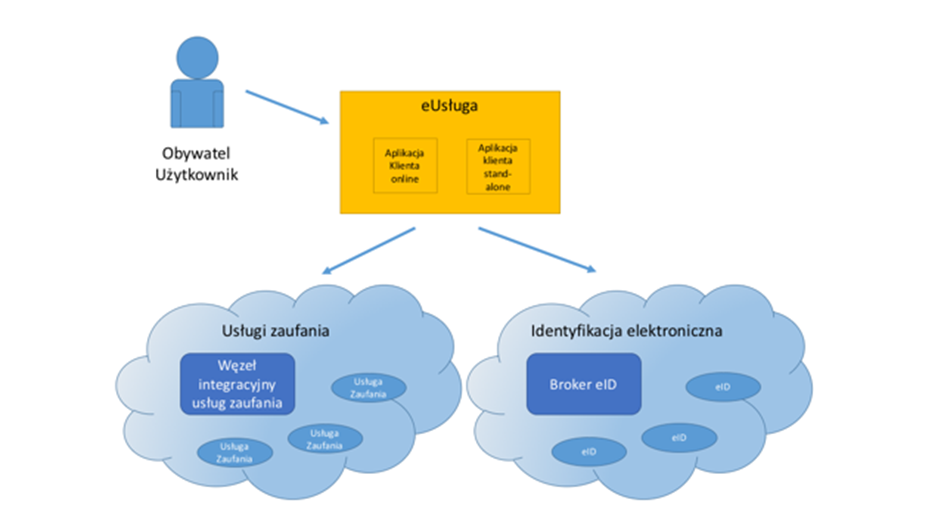 Obywatel
Użytkownik
eUsługa
Aplikacja
Klienta
online
Aplikacja
klienta
stand-
alone
Usługi zaufania
Węzeł
integracyjny
usług zaufania
Usługa
Zaufania
Usługa
Zaufania
Usługa
Zaufania
Identyfikacja elektroniczna
Broker eID
eID
eID
eID